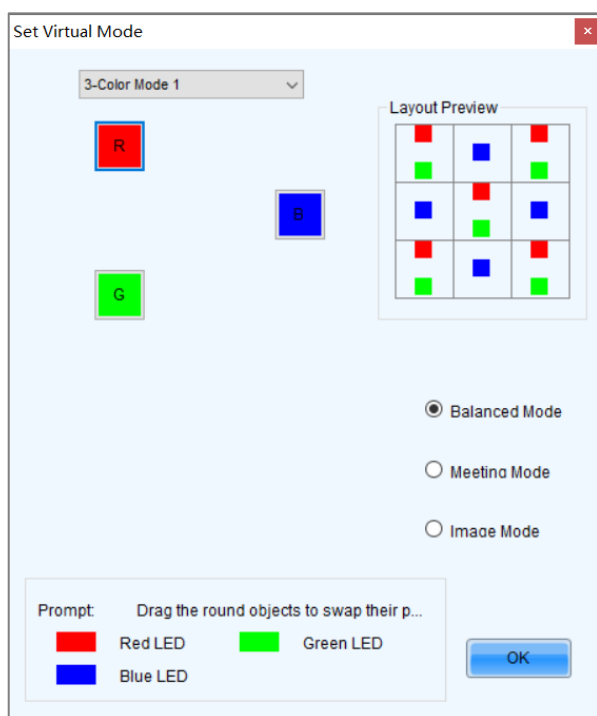 Set Virtual Mode
3-Color Mode 1
Layout Preview
R
B
G
Balanced Mode
Meeting Mode
Image Mode
Prompt: Drag the round objects to swap their p...
Red LED Green LED
Blue LED
OK